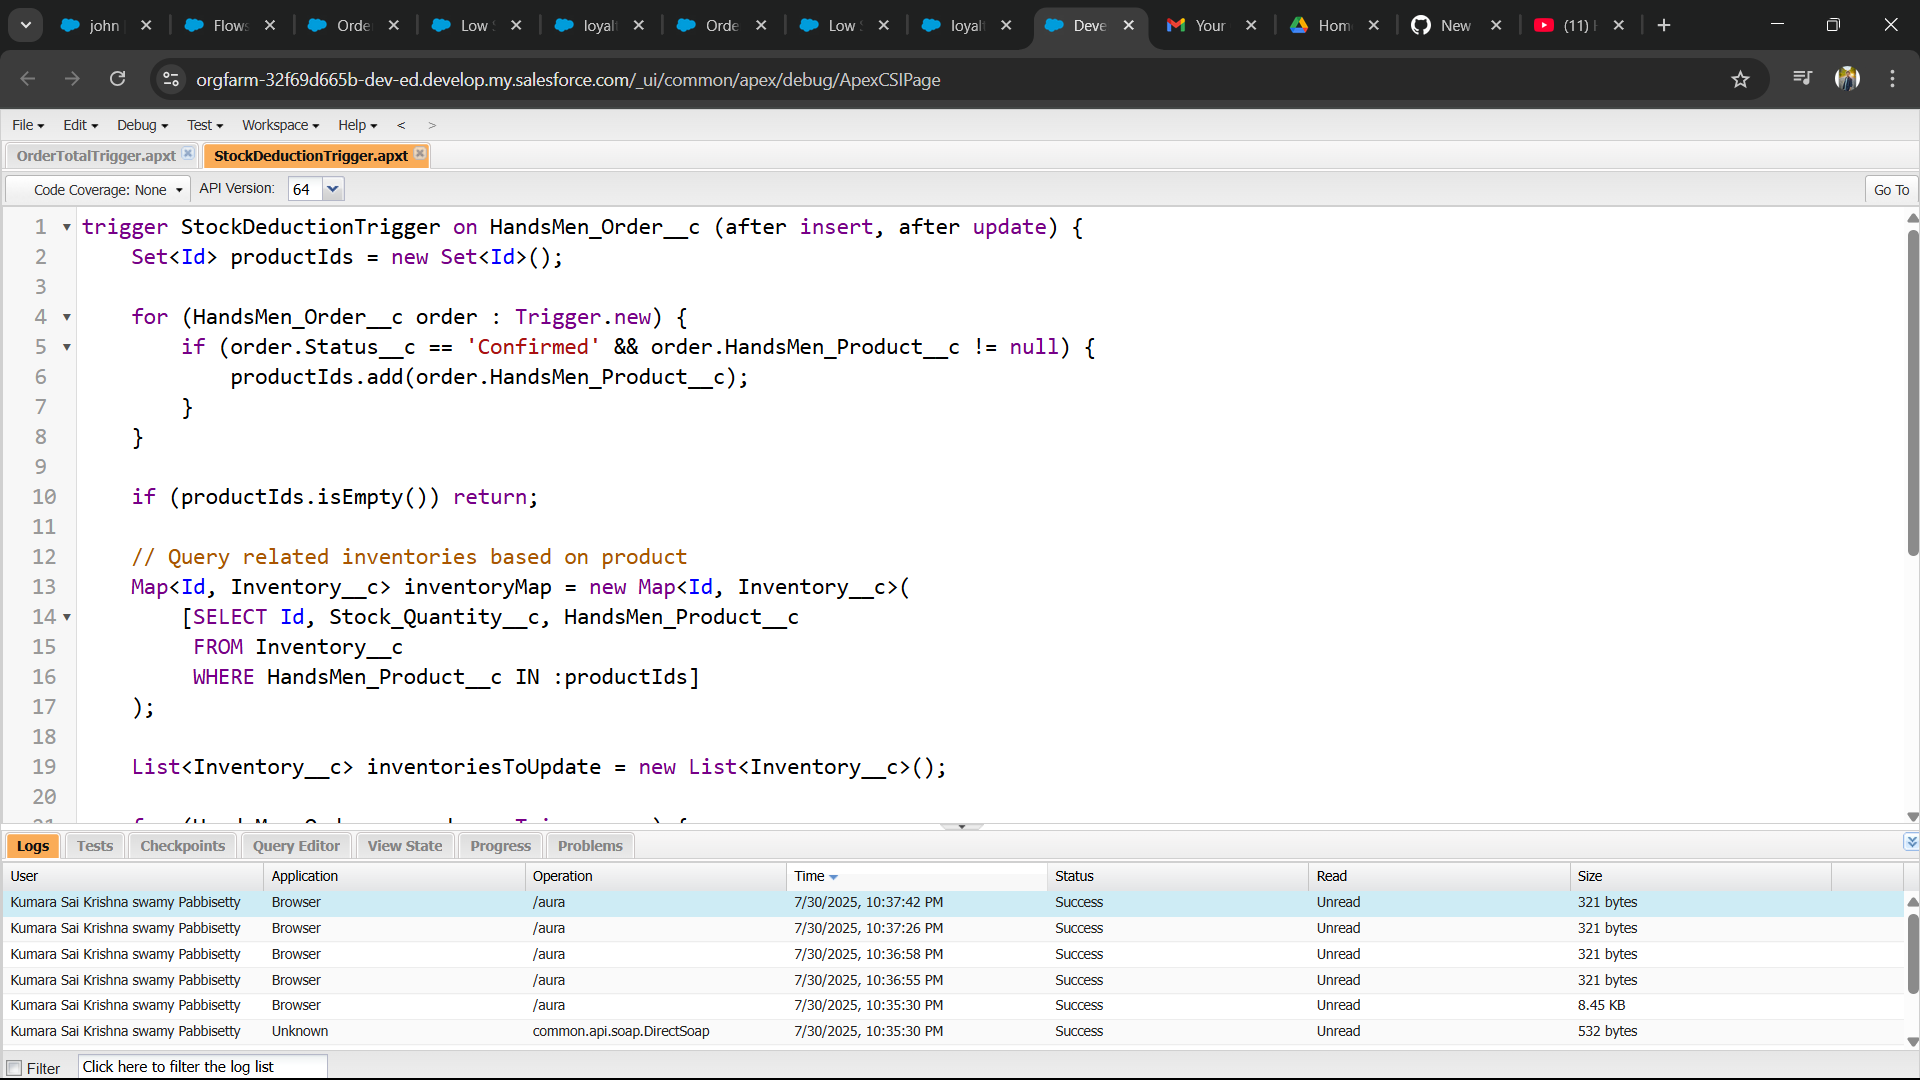 john
Flows
Orde
Low S
loyalt
Orde
Low S
loyalt
Deve
Your
Hom
New
(11)
orgfarm-32f69d665b-dev-ed.develop.my.salesforce.com/_ui/common/apex/debug/ApexCSIPage
File Edit Debug Test Workspace Help < >
OrderTotalTrigger.apxt StockDeductionTrigger.apxt
Code Coverage: None API Version: 64 Go To
1 trigger StockDeductionTrigger on HandsMen_Order__c (after insert, after update) {
2 Set<Id> productIds = new Set<Id>();
3
4 for (HandsMen_Order__c order : Trigger.new) {
5 if (order.Status__c == 'Confirmed' && order.HandsMen_Product__c != null) {
6 productIds.add(order.HandsMen_Product__c);
7 }
8 }
9
10 if (productIds.isEmpty()) return;
11
12 // Query related inventories based on product
13 Map<Id, Inventory__c> inventoryMap = new Map<Id, Inventory__c>(
14 [SELECT Id, Stock_Quantity__c, HandsMen_Product__c
15 FROM Inventory__c
16 WHERE HandsMen_Product__c IN :productIds]
17 );
18
19 List<Inventory__c> inventoriesToUpdate = new List<Inventory__c>();
20
Logs Tests Checkpoints Query Editor View State Progress Problems
User Application Operation Time Status Read Size
Kumara Sai Krishna swamy Pabbisetty Browser /aura 7/30/2025, 10:37:42 PM Success Unread 321 bytes
Kumara Sai Krishna swamy Pabbisetty Browser /aura 7/30/2025, 10:37:26 PM Success Unread 321 bytes
Kumara Sai Krishna swamy Pabbisetty Browser /aura 7/30/2025, 10:36:58 PM Success Unread 321 bytes
Kumara Sai Krishna swamy Pabbisetty Browser /aura 7/30/2025, 10:36:55 PM Success Unread 321 bytes
Kumara Sai Krishna swamy Pabbisetty Browser /aura 7/30/2025, 10:35:30 PM Success Unread 8.45 KB
Kumara Sai Krishna swamy Pabbisetty Unknown common.api.soap.DirectSoap 7/30/2025, 10:35:30 PM Success Unread 532 bytes
Filter Click here to filter the log list